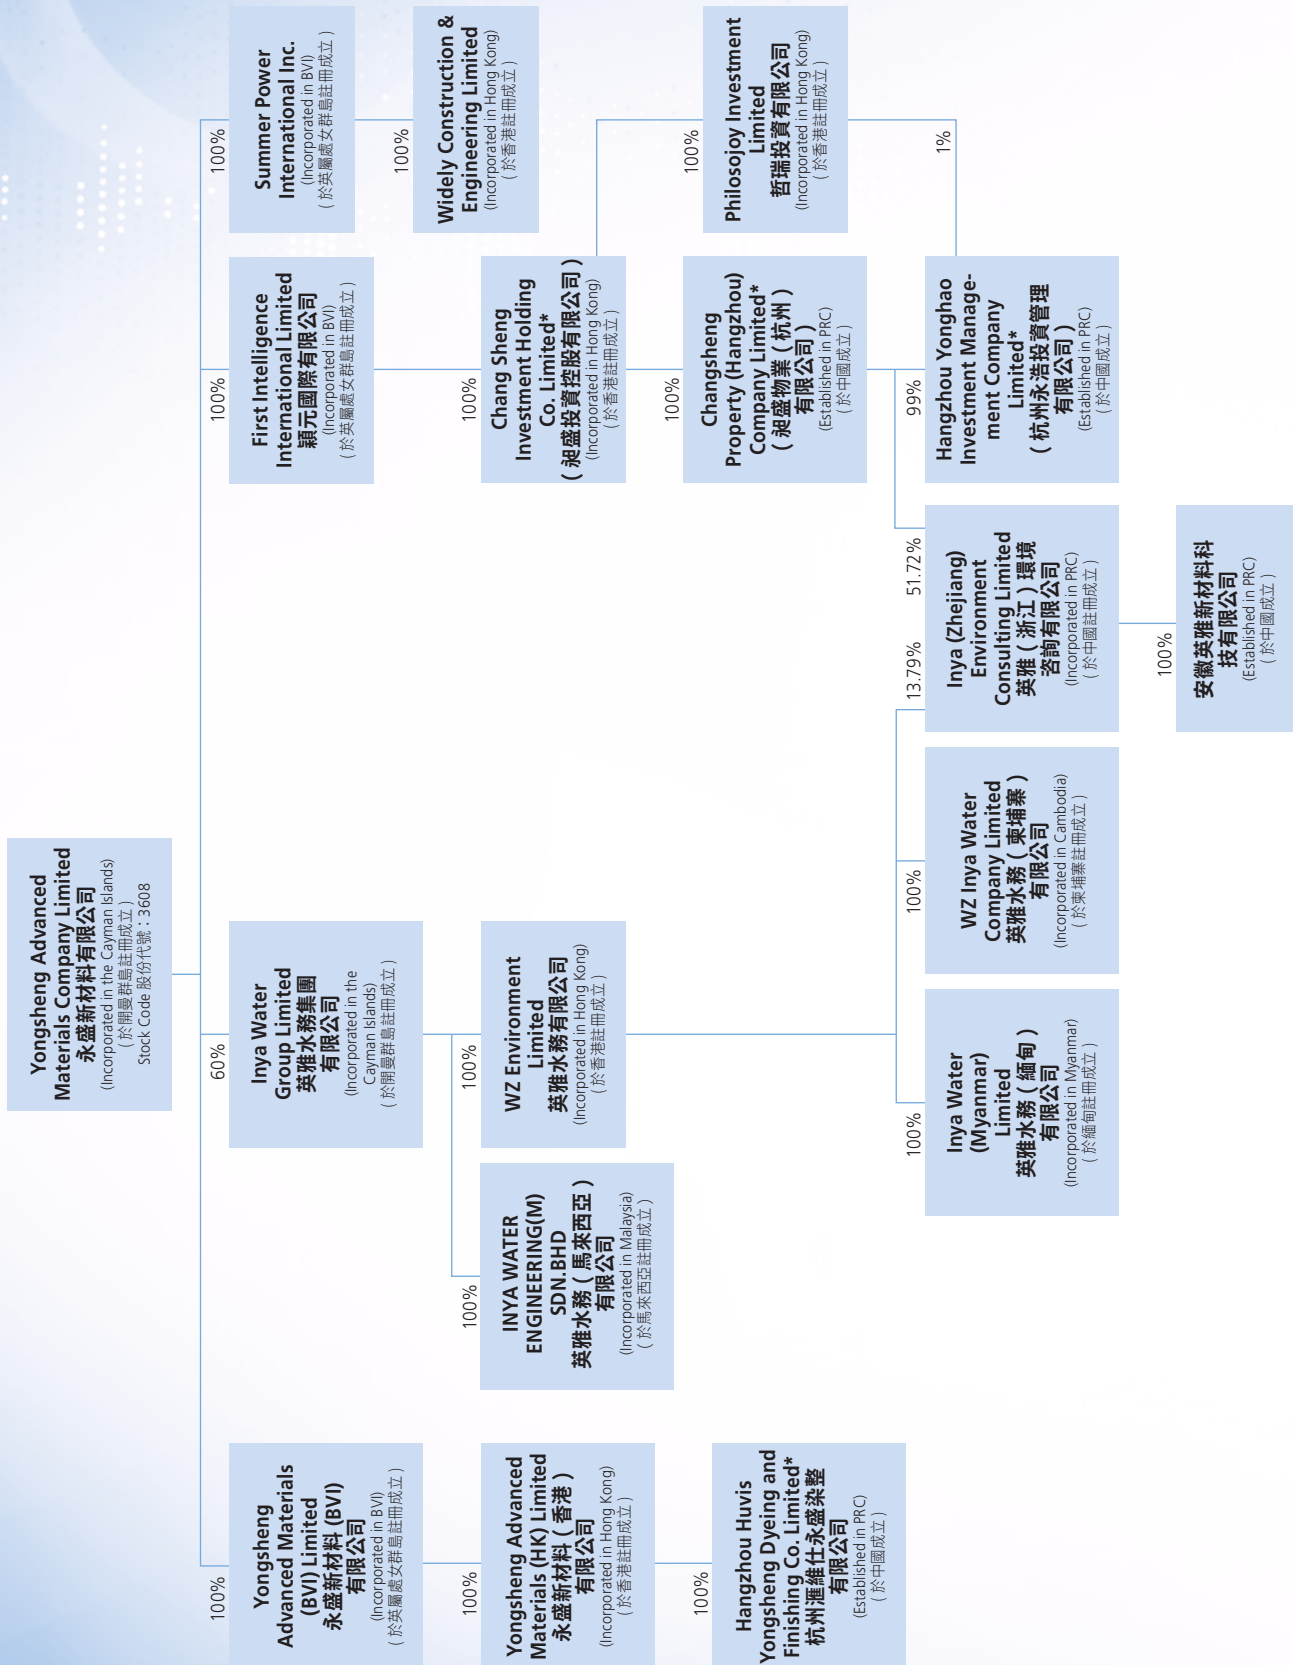 Yongsheng Advanced
Materials Company Limited
永盛新材料有限公司
(Incorporated in the Cayman Islands)
( 於開曼群島註冊成立 )
Stock Code 股份代號：3608
100%
60%
100%
100%
Yongsheng
Advanced Materials
(BVI) Limited
永盛新材料 (BVI)
有限公司
(Incorporated in BVI)
( 於英屬處女群島註冊成立 )
Inya Water
Group Limited
英雅水務集團
有限公司
(Incorporated in the
Cayman Islands)
( 於開曼群島註冊成立 )
First Intelligence
International Limited
穎元國際有限公司
(Incorporated in BVI)
( 於英屬處女群島註冊成立 )
Summer Power
International Inc.
(Incorporated in BVI)
( 於英屬處女群島註冊成立 )
100%
Widely Construction &
Engineering Limited
(Incorporated in Hong Kong)
( 於香港註冊成立 )
100%
100%
100%
100%
Yongsheng Advanced
Materials (HK) Limited
永盛新材料 ( 香港 )
有限公司
(Incorporated in Hong Kong)
( 於香港註冊成立 )
INYA WATER
ENGINEERING(M)
SDN.BHD
英雅水務 ( 馬來西亞 )
有限公司
(Incorporated in Malaysia)
( 於馬來西亞註冊成立 )
WZ Environment
Limited
英雅水務有限公司
(Incorporated in Hong Kong)
( 於香港註冊成立 )
Chang Sheng
Investment Holding
Co. Limited*
( 昶盛投資控股有限公司 )
(Incorporated in Hong Kong)
( 於香港註冊成立 )
100%
100%
100%
Hangzhou Huvis
Yongsheng Dyeing and
Finishing Co. Limited*
杭州滙維仕永盛染整
有限公司
(Established in PRC)
( 於中國成立 )
Changsheng
Property (Hangzhou)
Company Limited*
( 昶盛物業 ( 杭州 )
有限公司 )
(Established in PRC)
( 於中國成立 )
Philosojoy Investment
Limited
哲瑞投資有限公司
(Incorporated in Hong Kong)
( 於香港註冊成立 )
100%
100%
13.79%
51.72%
99%
1%
Inya Water
(Myanmar)
Limited
英雅水務 ( 緬甸 )
有限公司
(Incorporated in Myanmar)
( 於緬甸註冊成立 )
WZ Inya Water
Company Limited
英雅水務 ( 柬埔寨 )
有限公司
(Incorporated in Cambodia)
( 於柬埔寨註冊成立 )
Inya (Zhejiang)
Environment
Consulting Limited
英雅 ( 浙江 ) 環境
咨詢有限公司
(Incorporated in PRC)
( 於中國註冊成立 )
Hangzhou Yonghao
Investment Manage-
ment Company
Limited*
( 杭州永浩投資管理
有限公司 )
(Established in PRC)
( 於中國成立 )
100%
安徽英雅新材料科
技有限公司
(Established in PRC)
( 於中國成立 )